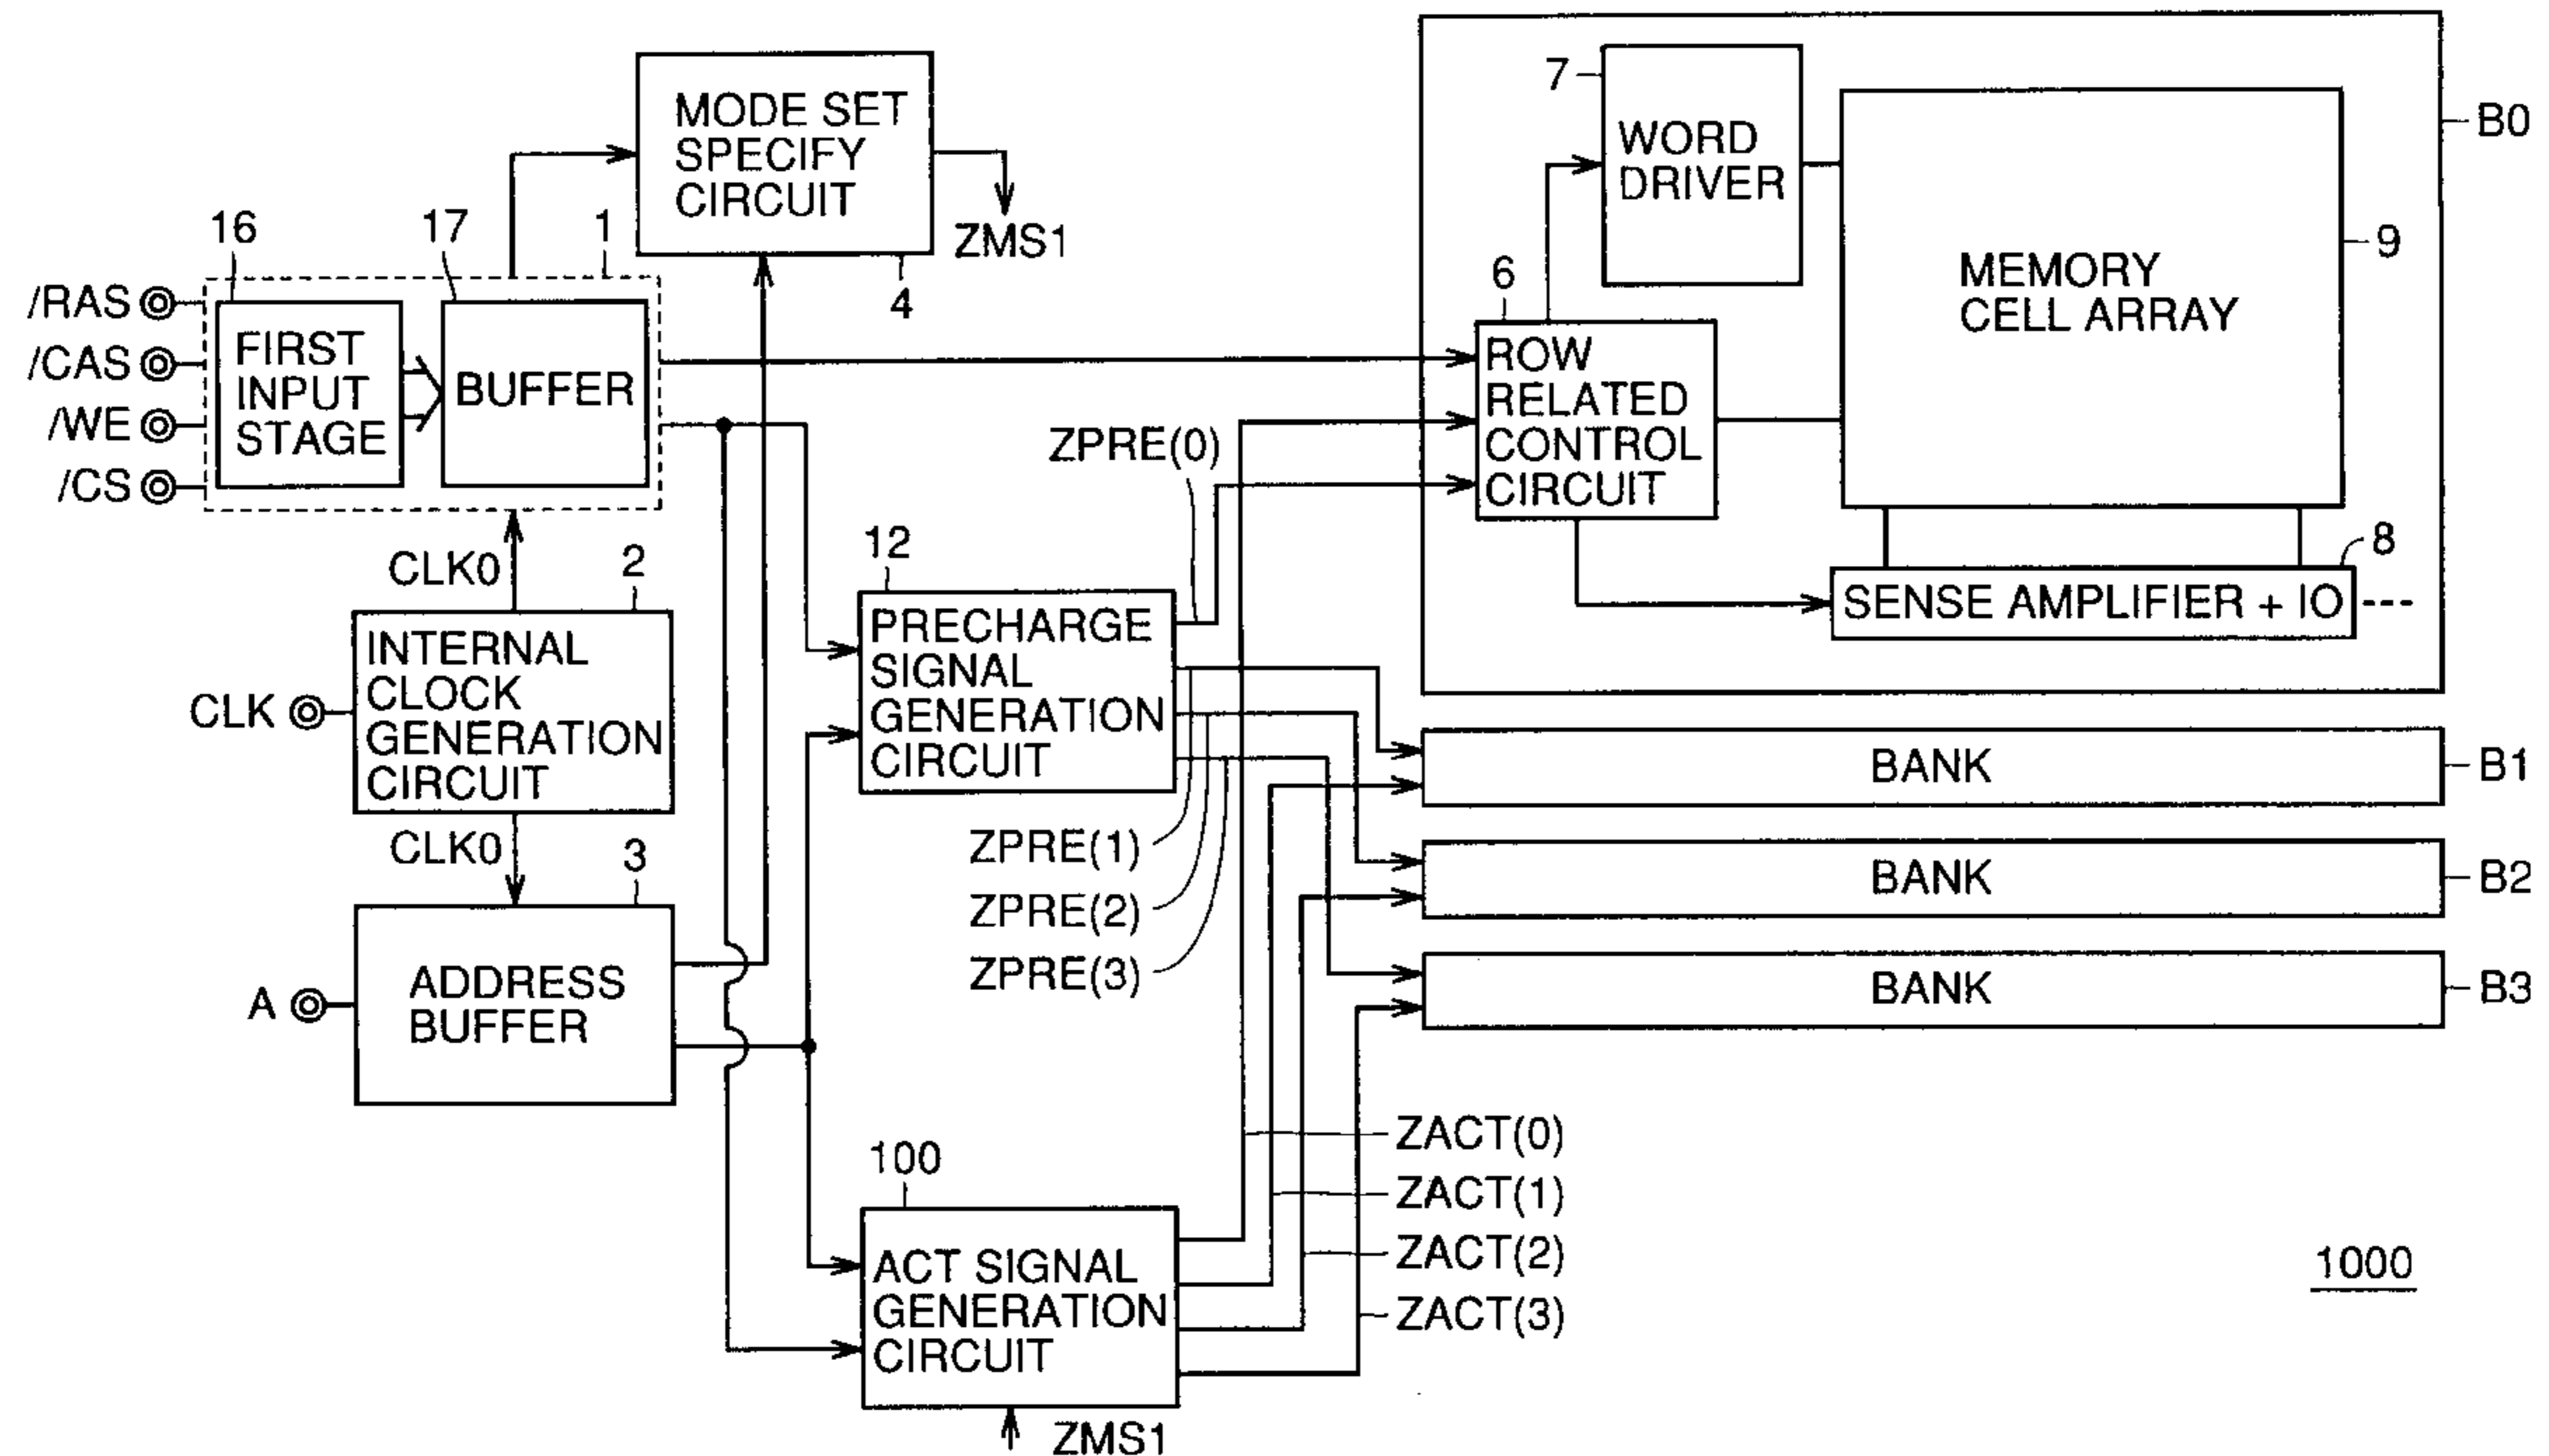 MODE SET
SPECIFY
CIRCUIT
4
ZMS1
16
17
1
/RAS
/CAS
/WE
/CS
FIRST
INPUT
STAGE
BUFFER
CLK0
2
INTERNAL
CLOCK
GENERATION
CIRCUIT
CLK
CLK0
3
A
ADDRESS
BUFFER
12
PRECHARGE
SIGNAL
GENERATION
CIRCUIT
ZPRE(0)
ZPRE(1)
ZPRE(2)
ZPRE(3)
100
ACT SIGNAL
GENERATION
CIRCUIT
ZMS1
ZACT(0)
ZACT(1)
ZACT(2)
ZACT(3)
7
WORD
DRIVER
6
ROW
RELATED
CONTROL
CIRCUIT
MEMORY
CELL ARRAY
9
8
SENSE AMPLIFIER + IO ---
B0
BANK
B1
BANK
B2
BANK
B3
1000